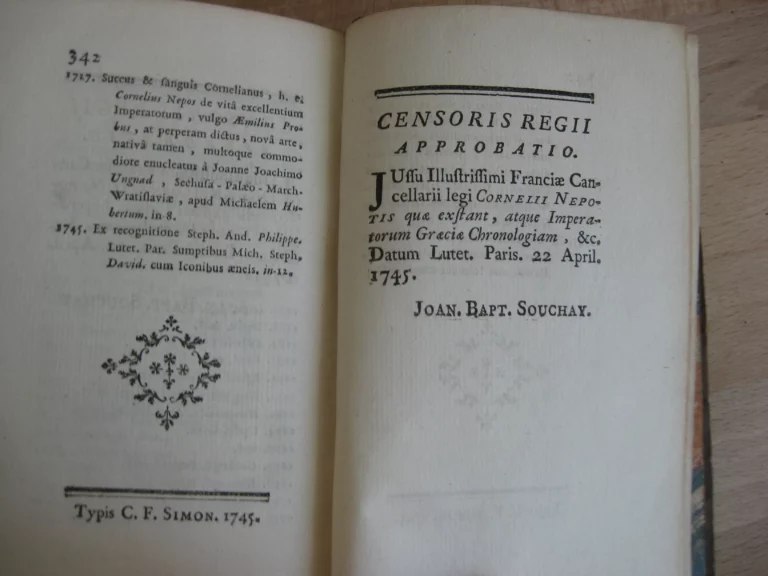 342
1727. Succus & ſanguis Cornelianus, h. e.
Cornelius Nepos de vitâ excellentium
Imperatorum, vulgo Æmilius Pro-
bus, at perperam dictus, novâ arte,
nativâ tamen, multoque commo-
diore enucleatus à Joanne Joachimo
Ungnad, Sechuſa-Palæo-March.
Wratiſlaviæ, apud Michaelem Hu-
bertum. in 8.
1745. Ex recognitione Steph. And. Philippe.
Lutet. Par. Sumptibus Mich. Steph.
David. cum Iconibus æneis. in-12.
Typis C. F. SIMON. 1745.
CENSORIS REGII
APPROBATIO.
JUſſu Illuſtriſſimi Franciæ Can-
cellarii legi CORNELII NEPO-
TIS quæ exſtant, atque Impera-
torum Græciæ Chronologiam, &c.
Datum Lutet. Paris. 22 April.
1745.
JOAN. BAPT. SOUCHAY.